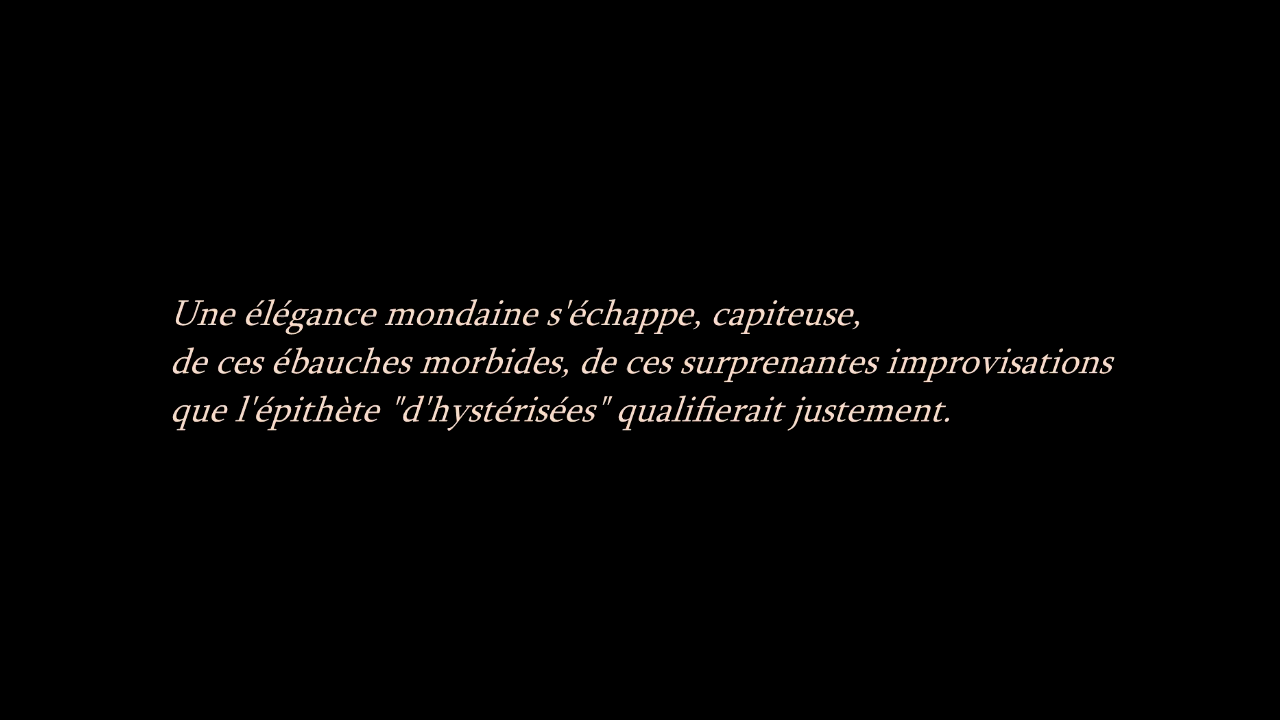 Une élégance mondaine s'échappe, capiteuse,
de ces ébauches morbides, de ces surprenantes improvisations
que l'épithète "d'hystérisées" qualifierait justement.